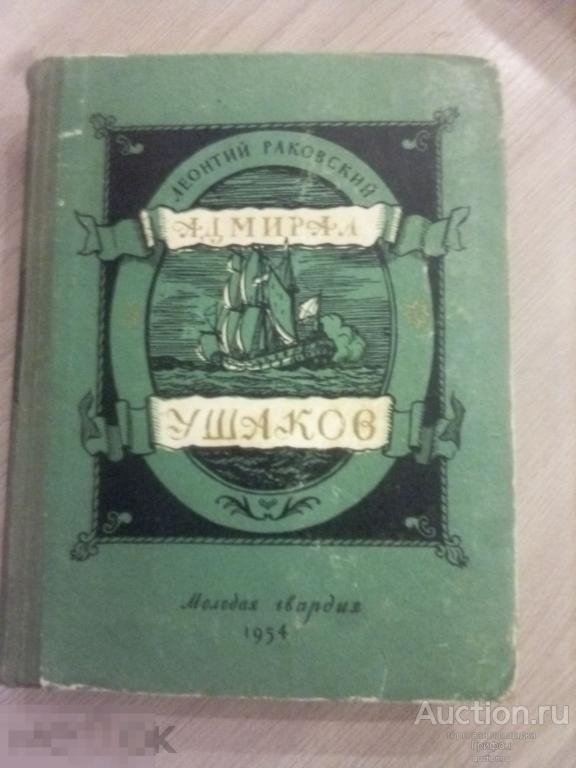 ЛЕОНТИЙ РАКОВСКИЙ
АДМИРАЛ
УШАКОВ
Молодая гвардия
1954
Auction.ru